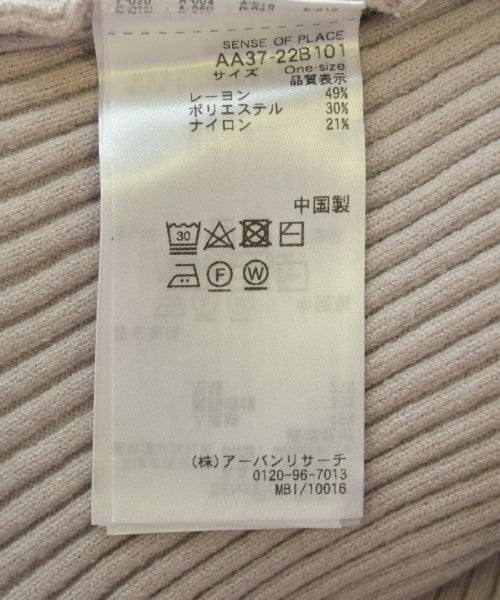 SENSE OF PLACE
AA37-22B101
サイズ One-size
品質表示
レーヨン 49%
ポリエステル 30%
ナイロン 21%
中国製
30
F W
(株)アーバンリサーチ
0120-96-7013
MBI/10016